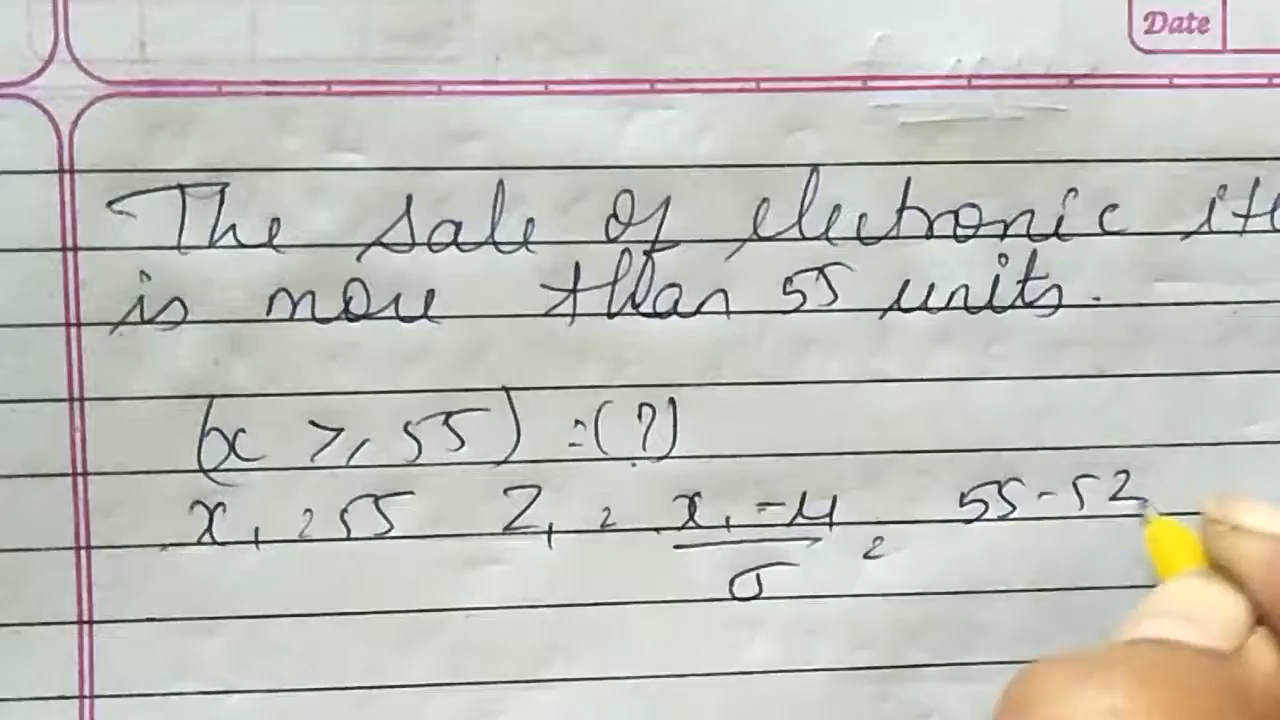 Date
The sale of electronic ite
is more than 55 units.
(x >, 55) = (?)
x₁ = 55 Z₁ = x₁ - μ / σ = 55 - 52